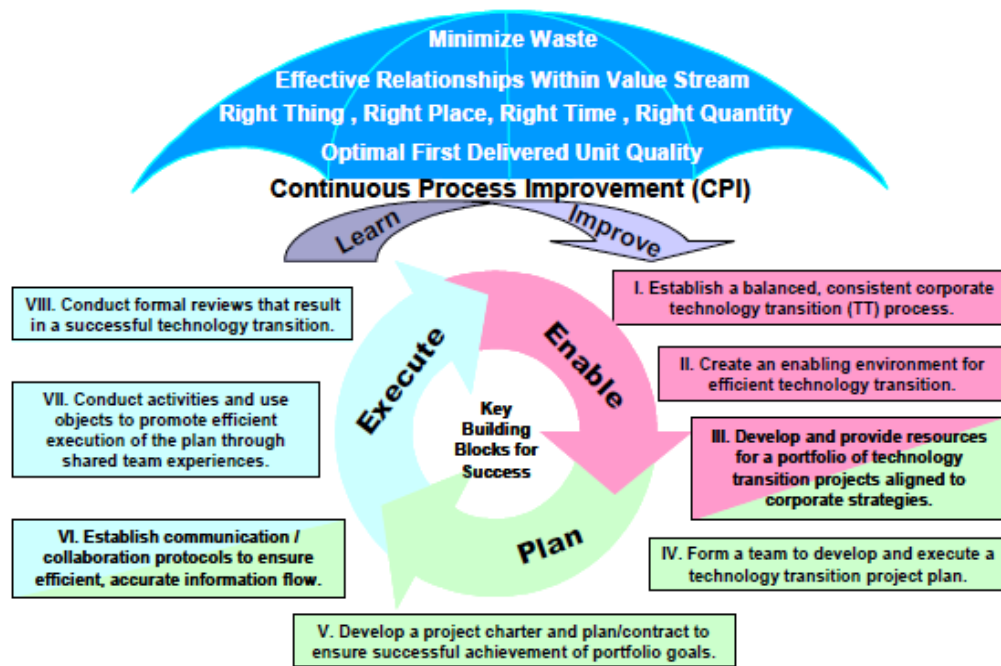 Minimize Waste
Effective Relationships Within Value Stream
Right Thing , Right Place, Right Time , Right Quantity
Optimal First Delivered Unit Quality
Continuous Process Improvement (CPI)
Learn
Improve
I. Establish a balanced, consistent corporate
technology transition (TT) process.
II. Create an enabling environment for
efficient technology transition.
III. Develop and provide resources
for a portfolio of technology
transition projects aligned to
corporate strategies.
IV. Form a team to develop and execute a
technology transition project plan.
V. Develop a project charter and plan/contract to
ensure successful achievement of portfolio goals.
VI. Establish communication /
collaboration protocols to ensure
efficient, accurate information flow.
VII. Conduct activities and use
objects to promote efficient
execution of the plan through
shared team experiences.
VIII. Conduct formal reviews that result
in a successful technology transition.
Execute
Enable
Plan
Key
Building
Blocks for
Success